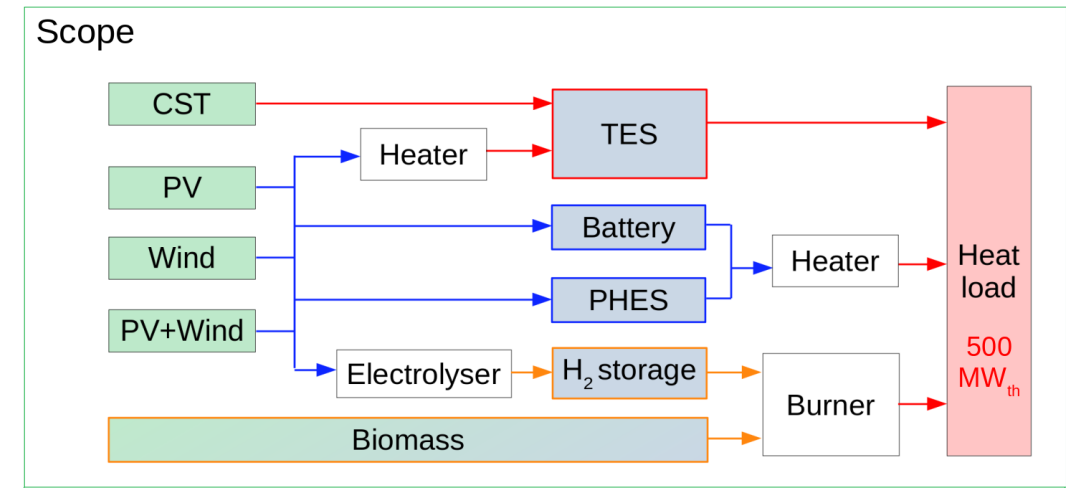 Scope
CST
TES
Heater
PV
Battery
Wind
Heater
Heat
load
PHES
PV+Wind
500
MWth
Electrolyser
H2 storage
Burner
Biomass